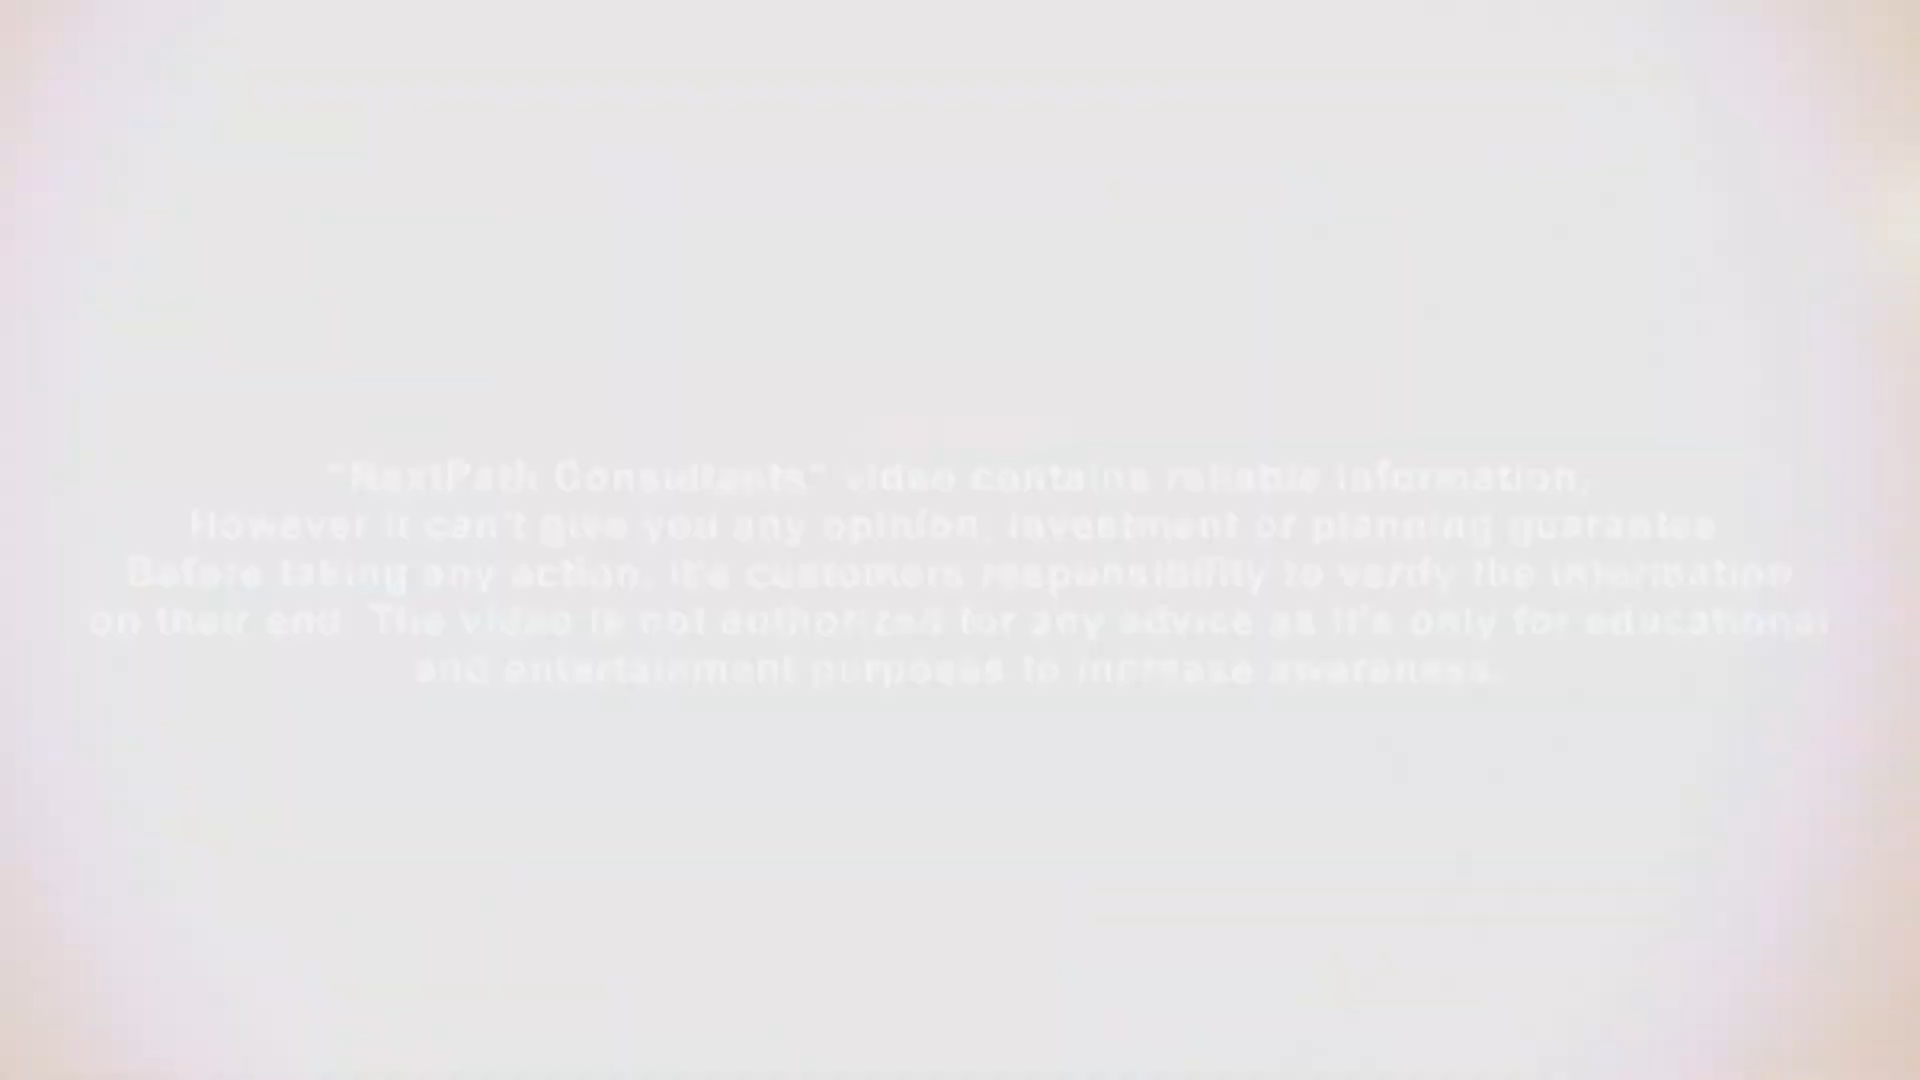 "NextPath Consultants" video contains reliable information.
However it can't give you any opinion, investment or planning guarantee
Before taking any action, it's customers responsibility to verify the information
on their end. The video is not authorized for any advice as it's only for educational
and entertainment purposes to increase awareness.